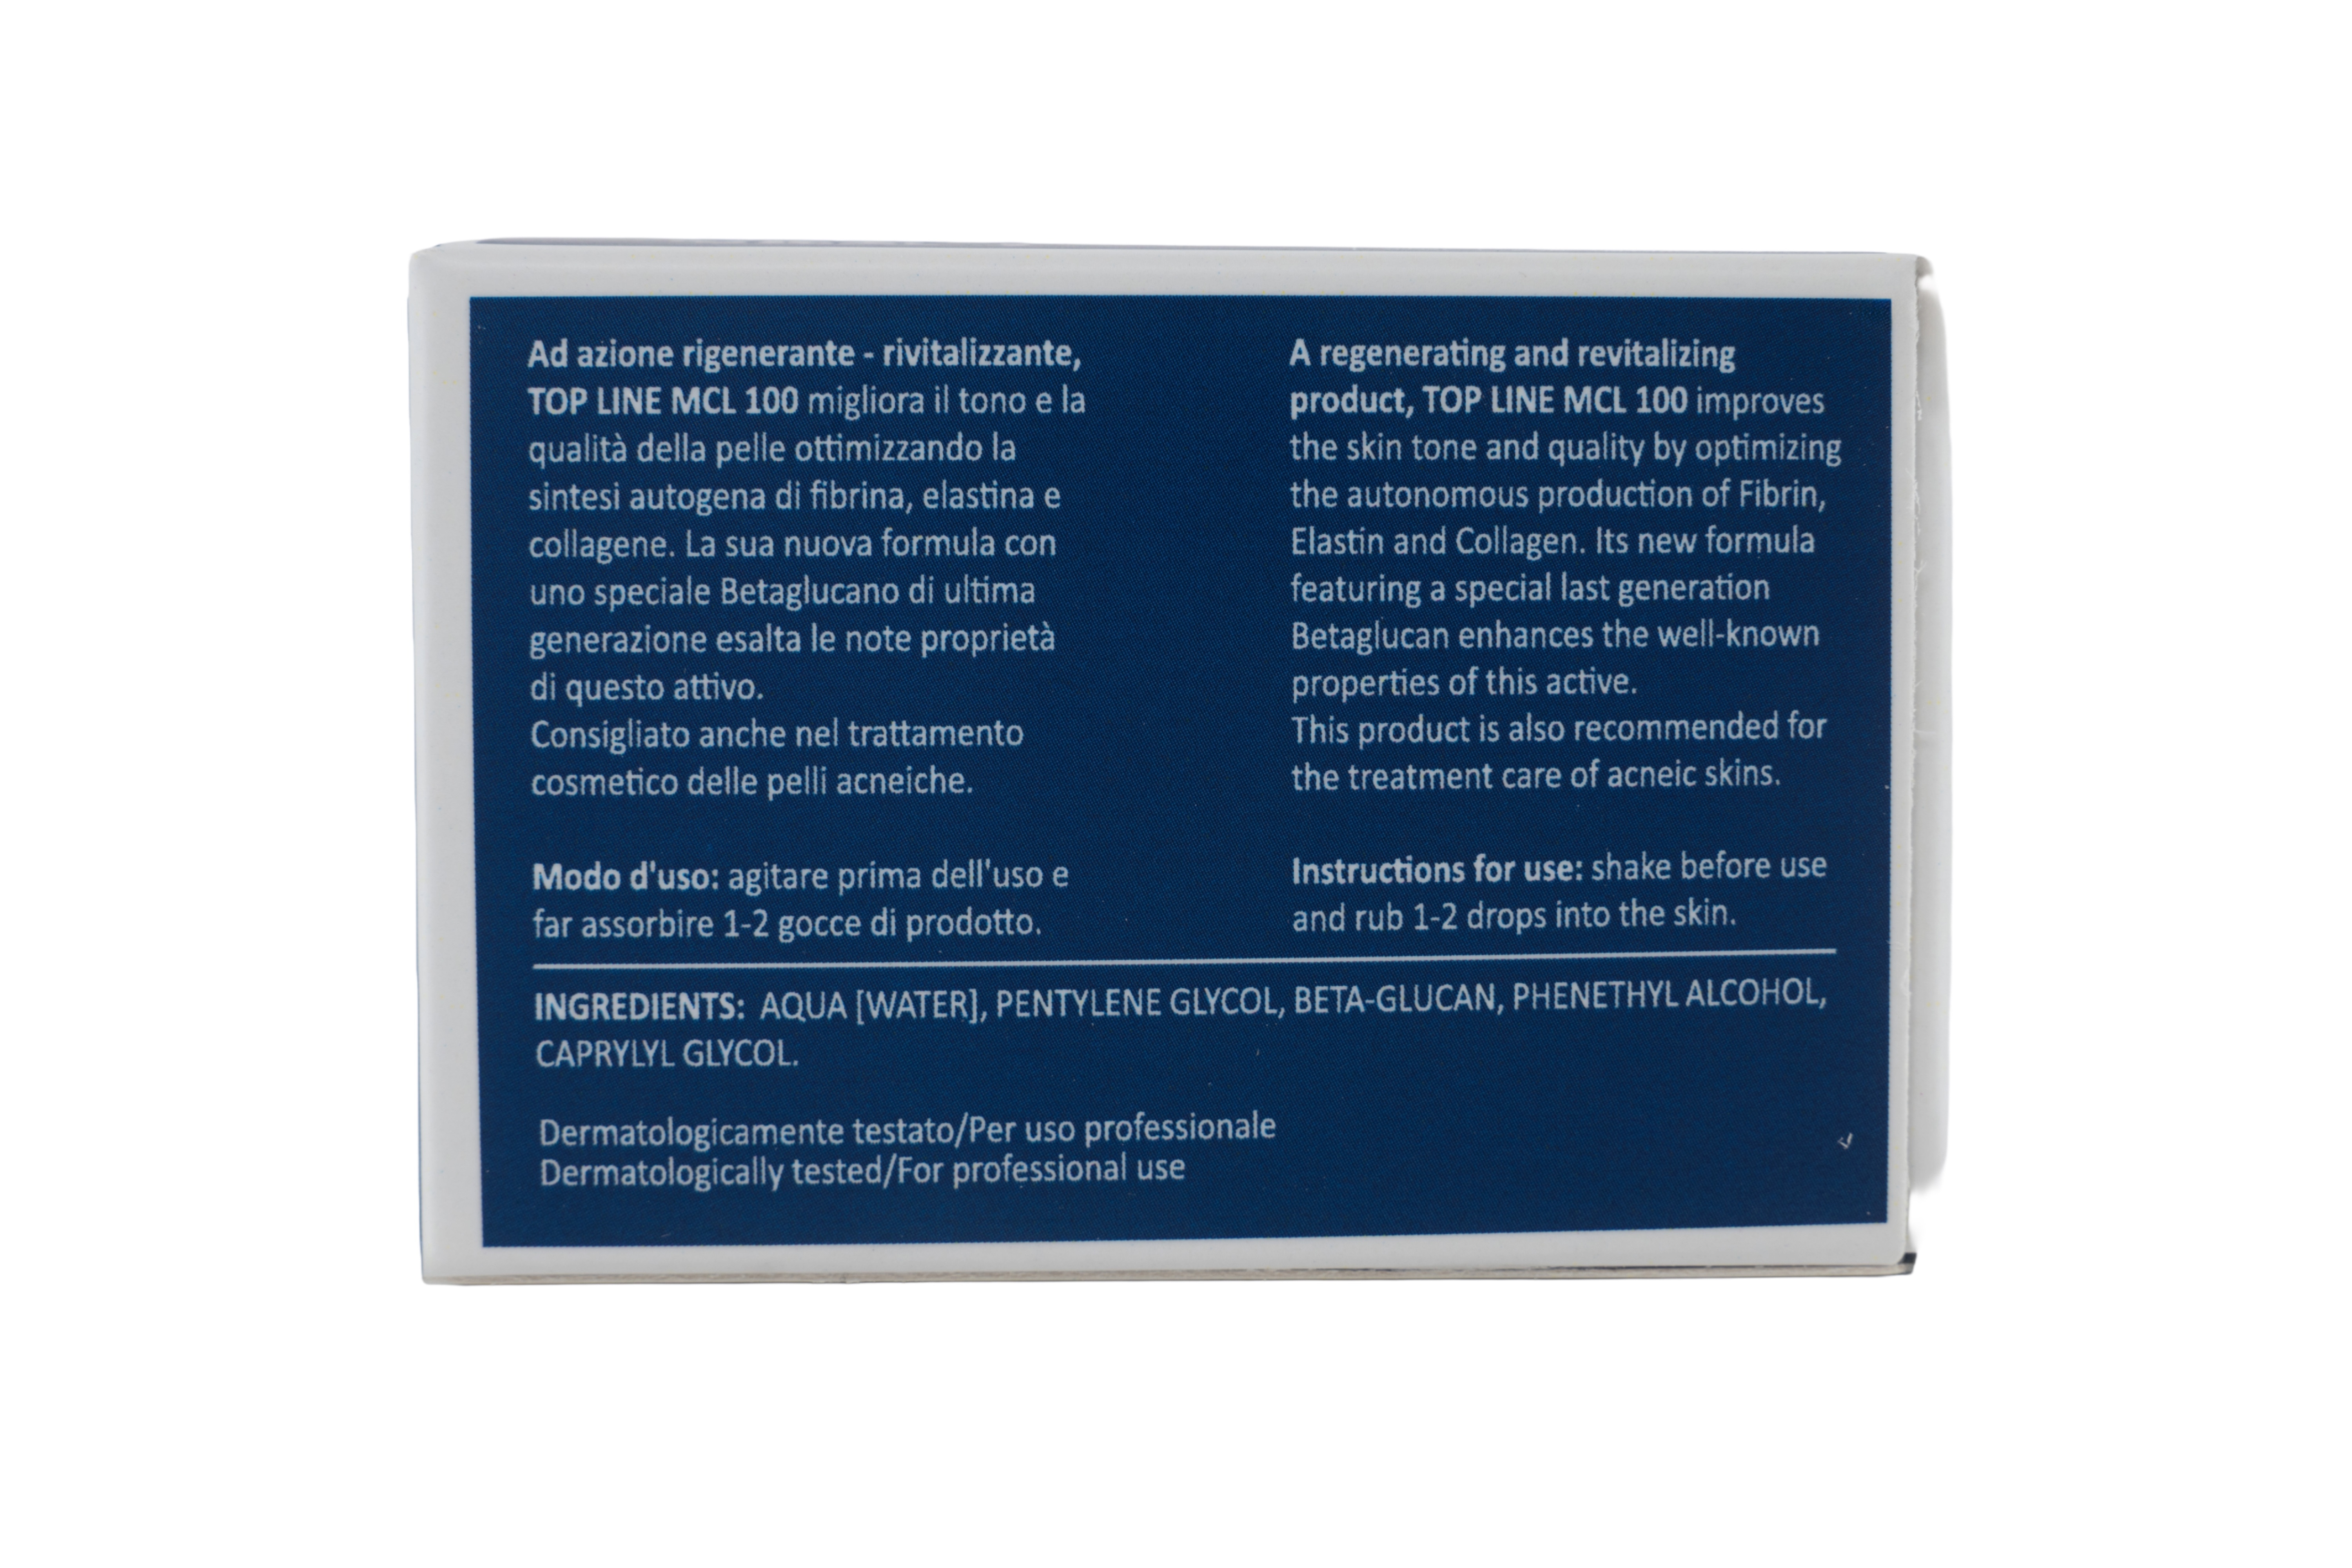 Ad azione rigenerante - rivitalizzante,
TOP LINE MCL 100 migliora il tono e la
qualità della pelle ottimizzando la
sintesi autogena di fibrina, elastina e
collagene. La sua nuova formula con
uno speciale Betaglucano di ultima
generazione esalta le note proprietà
di questo attivo.
Consigliato anche nel trattamento
cosmetico delle pelli acneiche.
Modo d'uso: agitare prima dell'uso e
far assorbire 1-2 gocce di prodotto.
A regenerating and revitalizing
product, TOP LINE MCL 100 improves
the skin tone and quality by optimizing
the autonomous production of Fibrin,
Elastin and Collagen. Its new formula
featuring a special last generation
Betaglucan enhances the well-known
properties of this active.
This product is also recommended for
the treatment care of acneic skins.
Instructions for use: shake before use
and rub 1-2 drops into the skin.
INGREDIENTS: AQUA [WATER], PENTYLENE GLYCOL, BETA-GLUCAN, PHENETHYL ALCOHOL,
CAPRYLYL GLYCOL.
Dermatologicamente testato/Per uso professionale
Dermatologically tested/For professional use